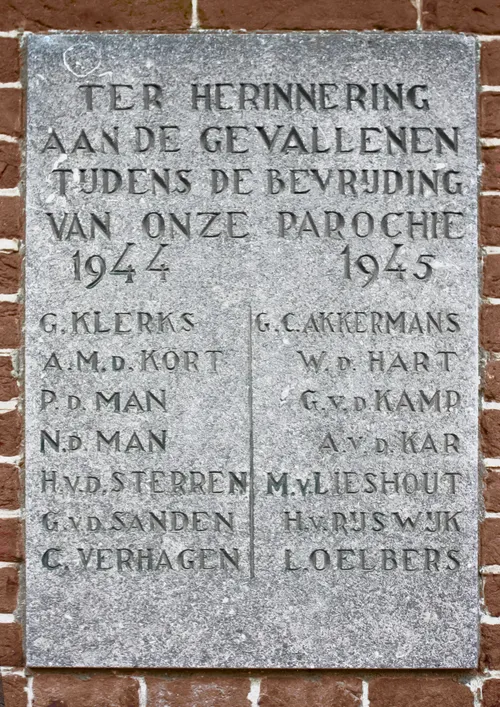 TER HERINNERING
AAN DE GEVALLENEN
TIJDENS DE BEVRIJDING
VAN ONZE PAROCHIE
1944 1945
G. KLERKS
A.M.D. KORT
P.D. MAN
N.D. MAN
H.V.D. STERREN
G.V.D. SANDEN
C. VERHAGEN
G.C. AKKERMANS
W.D. HART
G.V.D. KAMP
A.V.D. KAR
M.V. LIESHOUT
H.V. RIJSWIJK
L. OELBERS